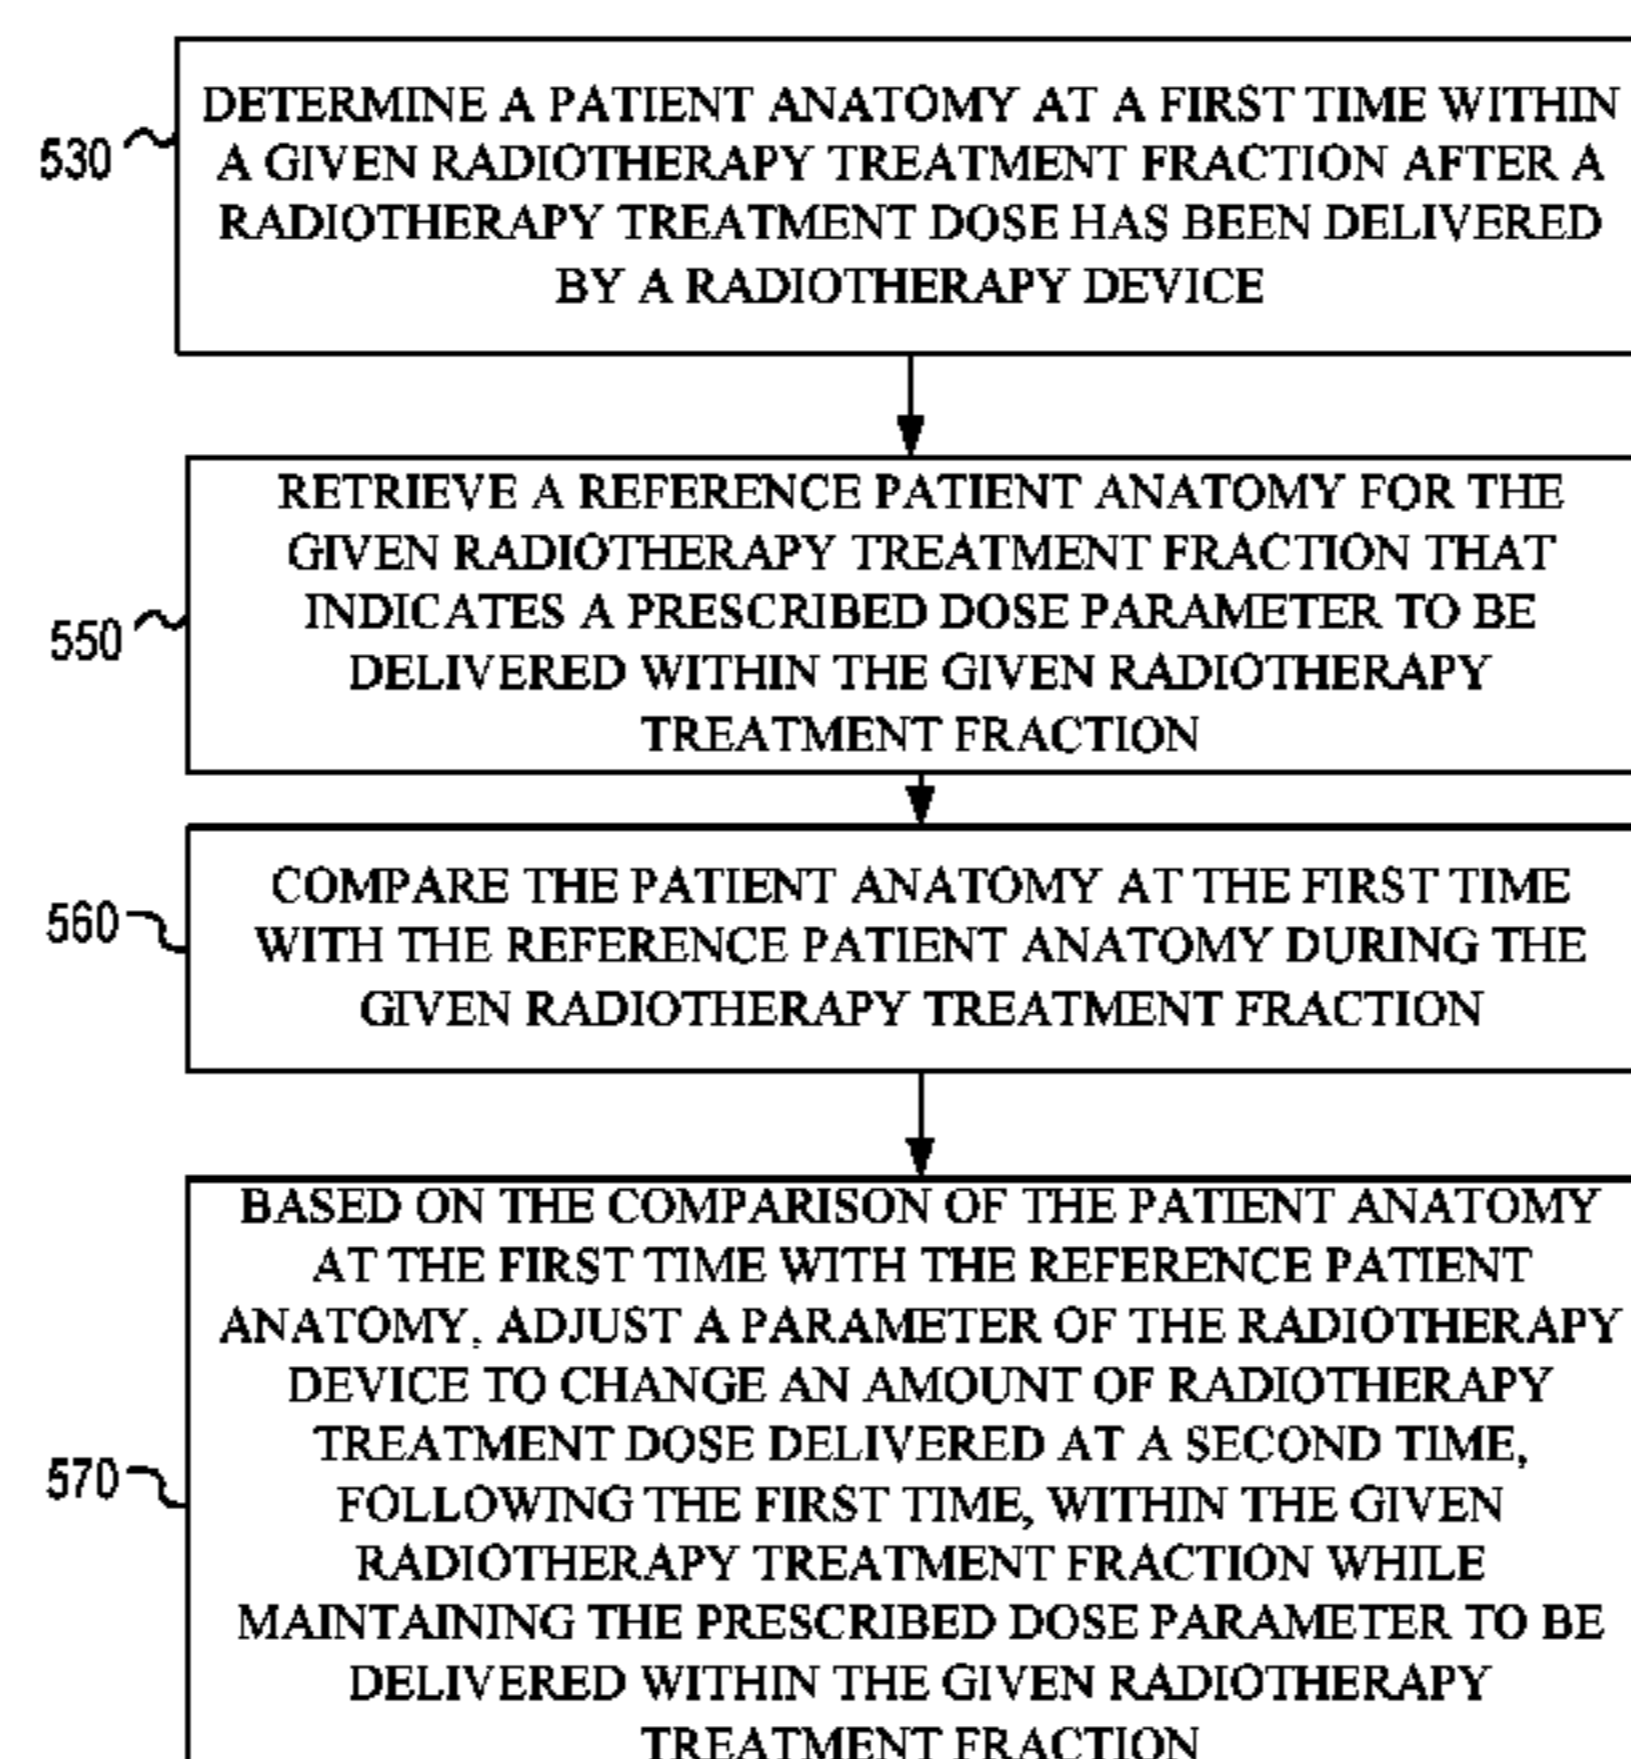 530
DETERMINE A PATIENT ANATOMY AT A FIRST TIME WITHIN
A GIVEN RADIOTHERAPY TREATMENT FRACTION AFTER A
RADIOTHERAPY TREATMENT DOSE HAS BEEN DELIVERED
BY A RADIOTHERAPY DEVICE
550
RETRIEVE A REFERENCE PATIENT ANATOMY FOR THE
GIVEN RADIOTHERAPY TREATMENT FRACTION THAT
INDICATES A PRESCRIBED DOSE PARAMETER TO BE
DELIVERED WITHIN THE GIVEN RADIOTHERAPY
TREATMENT FRACTION
560
COMPARE THE PATIENT ANATOMY AT THE FIRST TIME
WITH THE REFERENCE PATIENT ANATOMY DURING THE
GIVEN RADIOTHERAPY TREATMENT FRACTION
570
BASED ON THE COMPARISON OF THE PATIENT ANATOMY
AT THE FIRST TIME WITH THE REFERENCE PATIENT
ANATOMY, ADJUST A PARAMETER OF THE RADIOTHERAPY
DEVICE TO CHANGE AN AMOUNT OF RADIOTHERAPY
TREATMENT DOSE DELIVERED AT A SECOND TIME,
FOLLOWING THE FIRST TIME, WITHIN THE GIVEN
RADIOTHERAPY TREATMENT FRACTION WHILE
MAINTAINING THE PRESCRIBED DOSE PARAMETER TO BE
DELIVERED WITHIN THE GIVEN RADIOTHERAPY
TREATMENT FRACTION